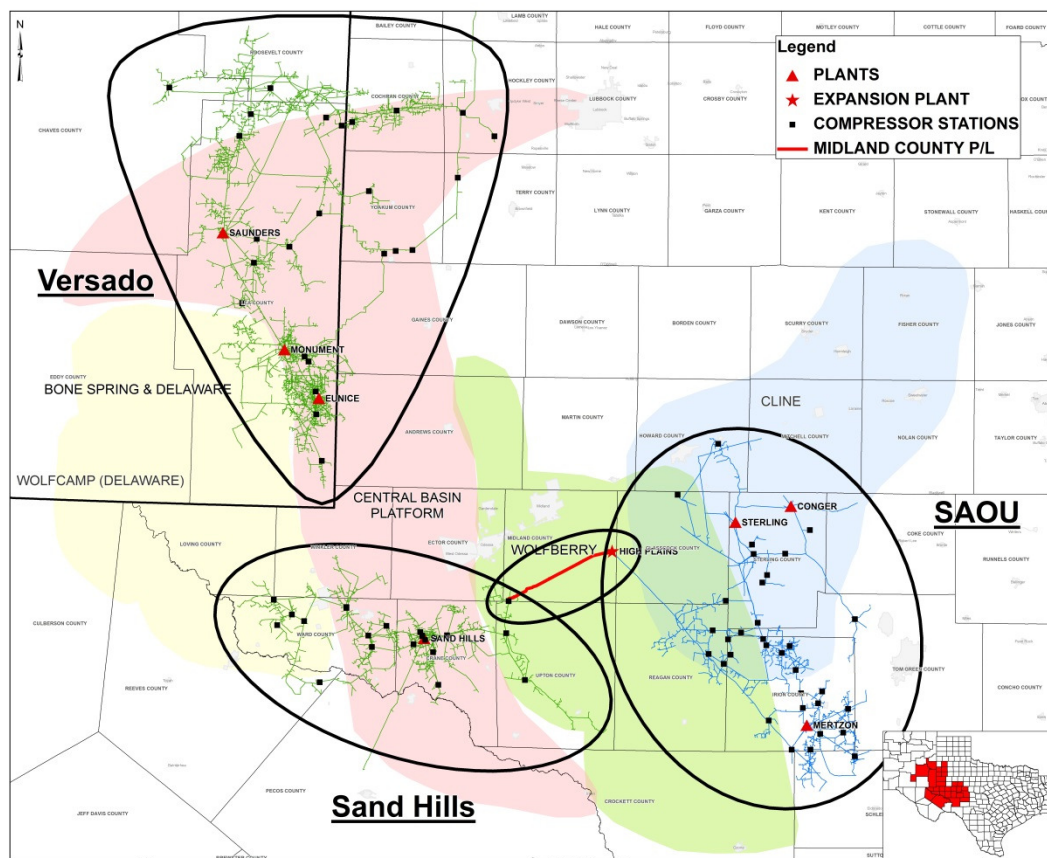 N
LAMB COUNTY
BAILEY COUNTY
HALE COUNTY
FLOYD COUNTY
MOTLEY COUNTY
COTTLE COUNTY
FOARD COUNTY
ROOSEVELT COUNTY
Legend
PLANTS
EXPANSION PLANT
COMPRESSOR STATIONS
MIDLAND COUNTY P/L
HOCKLEY COUNTY
COCHRAN COUNTY
LUBBOCK COUNTY
CROSBY COUNTY
CHAVES COUNTY
TERRY COUNTY
YOAKUM COUNTY
LYNN COUNTY
GARZA COUNTY
KENT COUNTY
STONEWALL COUNTY
HASKELL COUNTY
SAUNDERS
Versado
GAINES COUNTY
DAWSON COUNTY
BORDEN COUNTY
SCURRY COUNTY
FISHER COUNTY
JONES COUNTY
MONUMENT
EDDY COUNTY
BONE SPRING & DELAWARE
EUNICE
CLINE
MARTIN COUNTY
ANDREWS COUNTY
HOWARD COUNTY
MITCHELL COUNTY
NOLAN COUNTY
TAYLOR COUNTY
WOLFCAMP (DELAWARE)
CENTRAL BASIN
PLATFORM
CONGER
SAOU
STERLING
LOVING COUNTY
WINKLER COUNTY
ECTOR COUNTY
MIDLAND COUNTY
WOLFBERRY
HIGH PLAINS
GLASSCOCK COUNTY
STERLING COUNTY
COKE COUNTY
RUNNELS COUNTY
CULBERSON COUNTY
WARD COUNTY
SAND HILLS
CRANE COUNTY
UPTON COUNTY
REAGAN COUNTY
TOM GREEN COUNTY
REEVES COUNTY
IRION COUNTY
CONCHO COUNTY
MERTZON
PECOS COUNTY
Sand Hills
CROCKETT COUNTY
JEFF DAVIS COUNTY